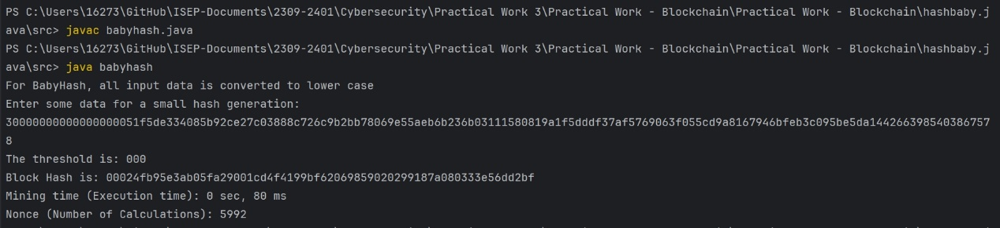 PS C:\Users\16273\GitHub\ISEP-Documents\2309-2401\Cybersecurity\Practical Work 3\Practical Work - Blockchain\Practical Work - Blockchain\hashbaby.j
ava\src> javac babyhash.java
PS C:\Users\16273\GitHub\ISEP-Documents\2309-2401\Cybersecurity\Practical Work 3\Practical Work - Blockchain\Practical Work - Blockchain\hashbaby.j
ava\src> java babyhash
For BabyHash, all input data is converted to lower case
Enter some data for a small hash generation:
30000000000000000051f5de334085b92ce27c03888c726c9b2bb78069e55aeb6b236b03111580819a1f5dddf37af5769063f055cd9a8167946bfeb3c095be5da144266398540386757
8
The threshold is: 000
Block Hash is: 00024fb95e3ab05fa29001cd4f4199bf62069859020299187a080333e56dd2bf
Mining time (Execution time): 0 sec, 80 ms
Nonce (Number of Calculations): 5992